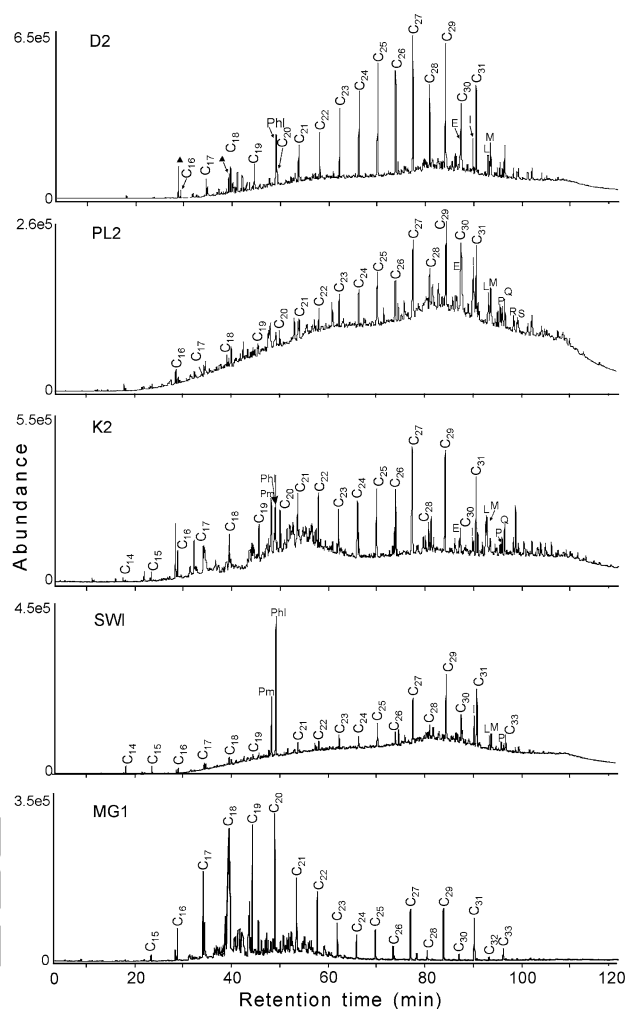 6.5e5 D2 ▲ C16 C17 ▲ C18 C19 Phl C20 C21 C22 C23 C24 C25 C26 C27 C28 C29 E C30 I C31 L M
0
2.6e5 PL2 C16 C17 C18 C19 C20 C21 C22 C23 C24 C25 C26 C27 C28 C29 E C30 C31 L M P Q R S
0
5.5e5 K2 C14 C15 C16 C17 C18 C19 Pm Phl C20 C21 C22 C23 C24 C25 C26 C27 C28 C29 E C30 I C31 L M P Q
0
4.5e5 SWI C14 C15 C16 C17 C18 C19 Pm Phl C21 C22 C23 C24 C25 C26 C27 C28 C29 C30 I C31 L M P C33
0
3.5e5 MG1 C15 C16 C17 C18 C19 C20 C21 C22 C23 C24 C25 C26 C27 C28 C29 C30 C31 C32 C33
0
Abundance
0 20 40 60 80 100 120
Retention time (min)